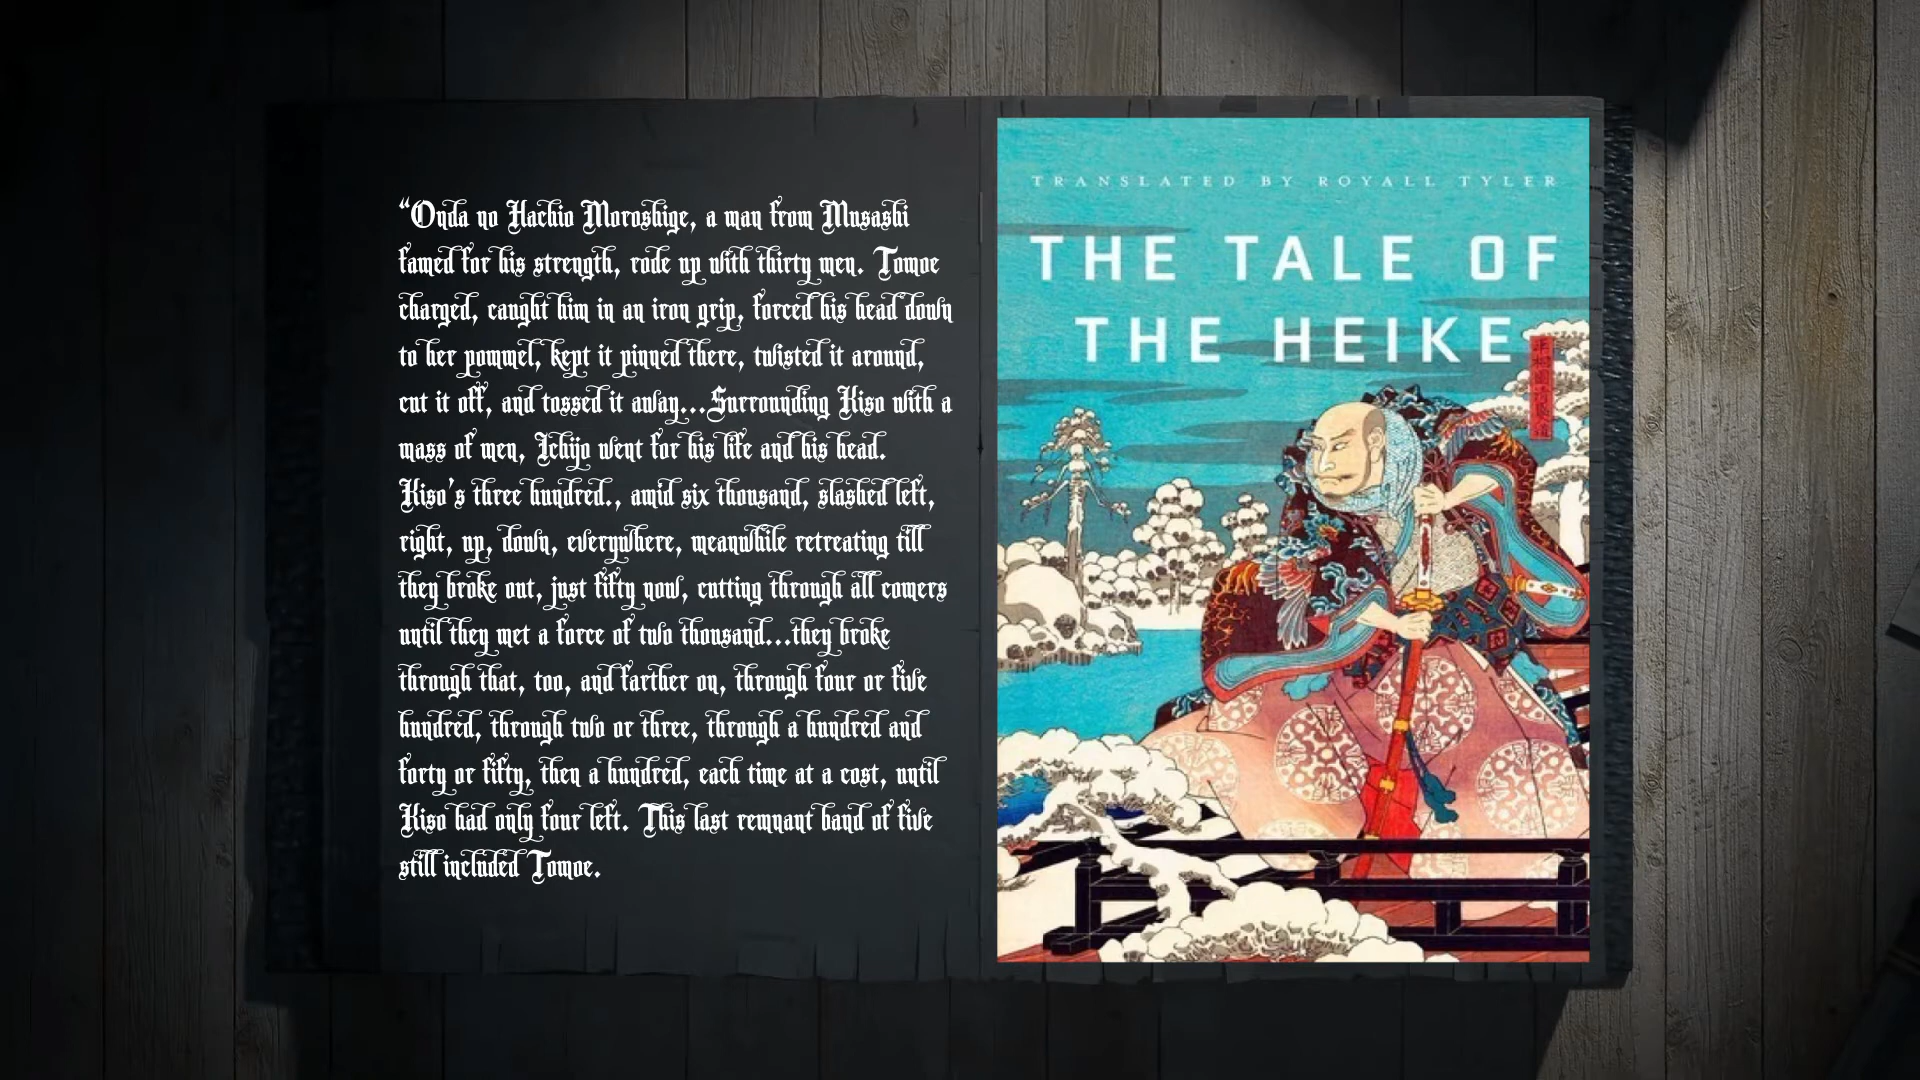 “Onda no Hachio Moroshige, a man from Musashi
famed for his strength, rode up with thirty men. Tomoe
charged, caught him in an iron grip, forced his head down
to her pommel, kept it pinned there, twisted it around,
cut it off, and tossed it away...Surrounding Kiso with a
mass of men, Ichijo went for his life and his head.
Kiso's three hundred., amid six thousand, slashed left,
right, up, down, everywhere, meanwhile retreating till
they broke out, just fifty now, cutting through all comers
until they met a force of two thousand...they broke
through that, too, and farther on, through four or five
hundred, through two or three, through a hundred and
forty or fifty, then a hundred, each time at a cost, until
Kiso had only four left. This last remnant band of five
still included Tomoe.
TRANSLATED BY ROYALL TYLER
THE TALE OF
THE HEIKE